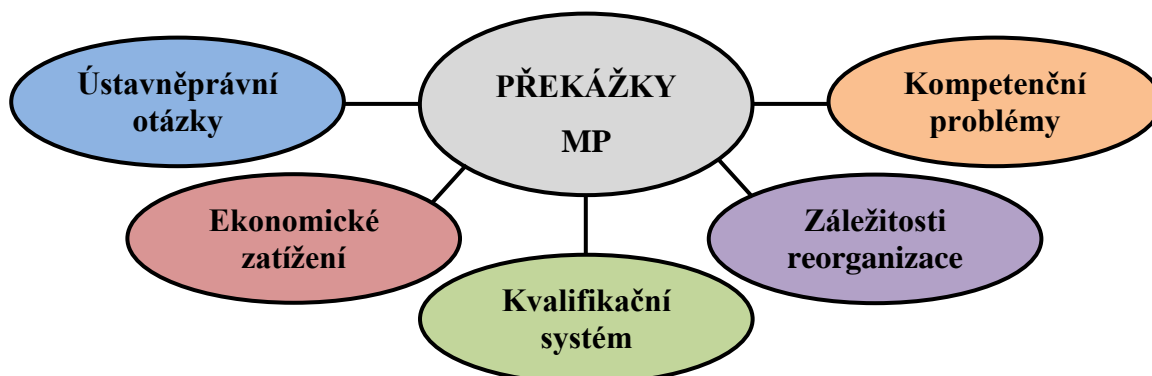 PŘEKÁŽKY
MP
Ústavněprávní
otázky
Kompetenční
problémy
Ekonomické
zatížení
Záležitosti
reorganizace
Kvalifikační
systém